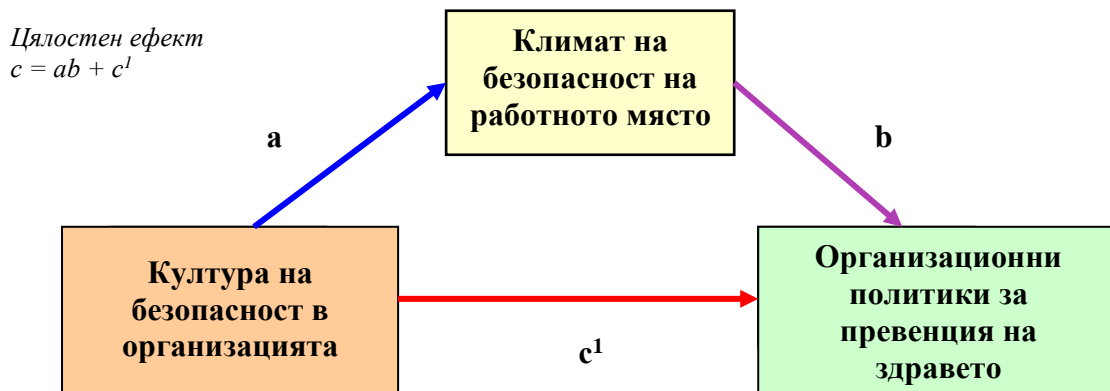 Цялостен ефект
c = ab + c¹
Климат на
безопасност на
работното място
a
b
Култура на
безопасност в
организацията
Организационни
политики за
превенция на
здравето
c¹